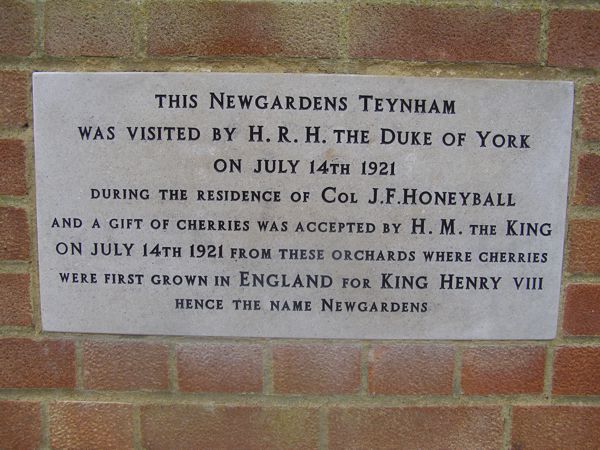 THIS NEWGARDENS TEYNHAM
WAS VISITED BY H. R. H. THE DUKE OF YORK
ON JULY 14TH 1921
DURING THE RESIDENCE OF COL J.F.HONEYBALL
AND A GIFT OF CHERRIES WAS ACCEPTED BY H. M. THE KING
ON JULY 14TH 1921 FROM THESE ORCHARDS WHERE CHERRIES
WERE FIRST GROWN IN ENGLAND FOR KING HENRY VIII
HENCE THE NAME NEWGARDENS